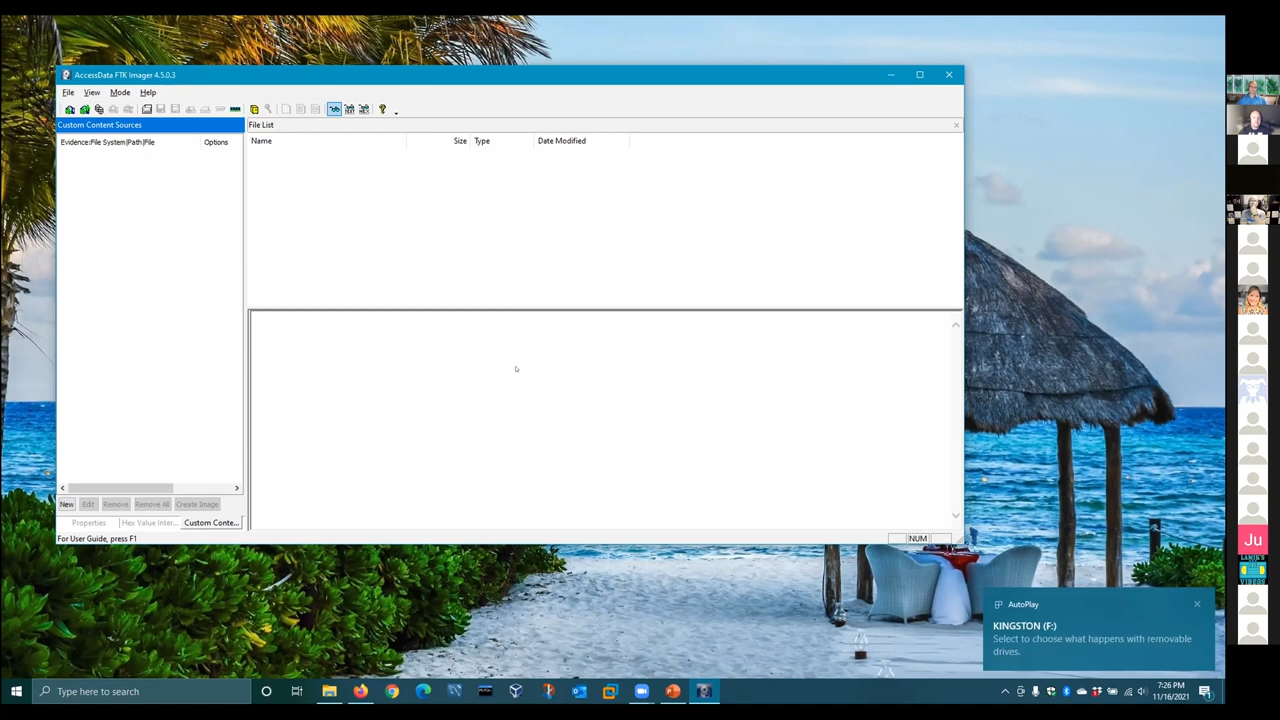 AccessData FTK Imager 4.5.0.3
File View Mode Help
Custom Content Sources
File List
Evidence:File System|Path|File Options
Name Size Type Date Modified
New Edit Remove Remove All Create Image
Properties Hex Value Inter... Custom Conte...
For User Guide, press F1
NUM
Ju
AutoPlay
KINGSTON (F:)
Select to choose what happens with removable
drives.
Type here to search
7:26 PM
11/16/2021
1